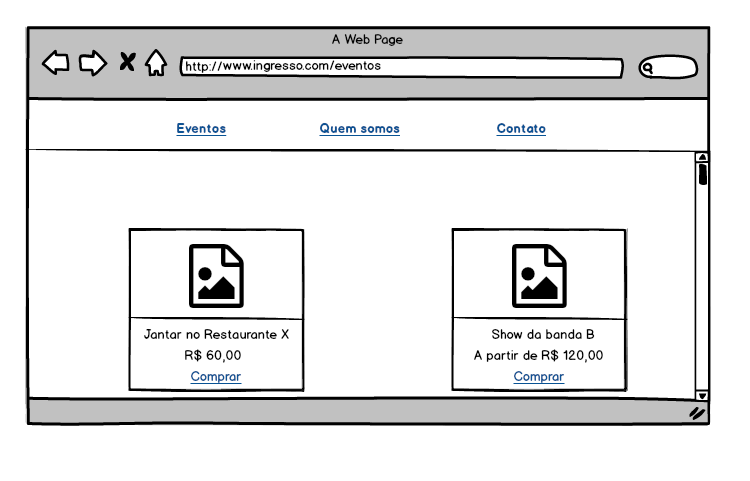 A Web Page
http://www.ingresso.com/eventos
Eventos Quem somos Contato
Jantar no Restaurante X
R$ 60,00
Comprar
Show da banda B
A partir de R$ 120,00
Comprar